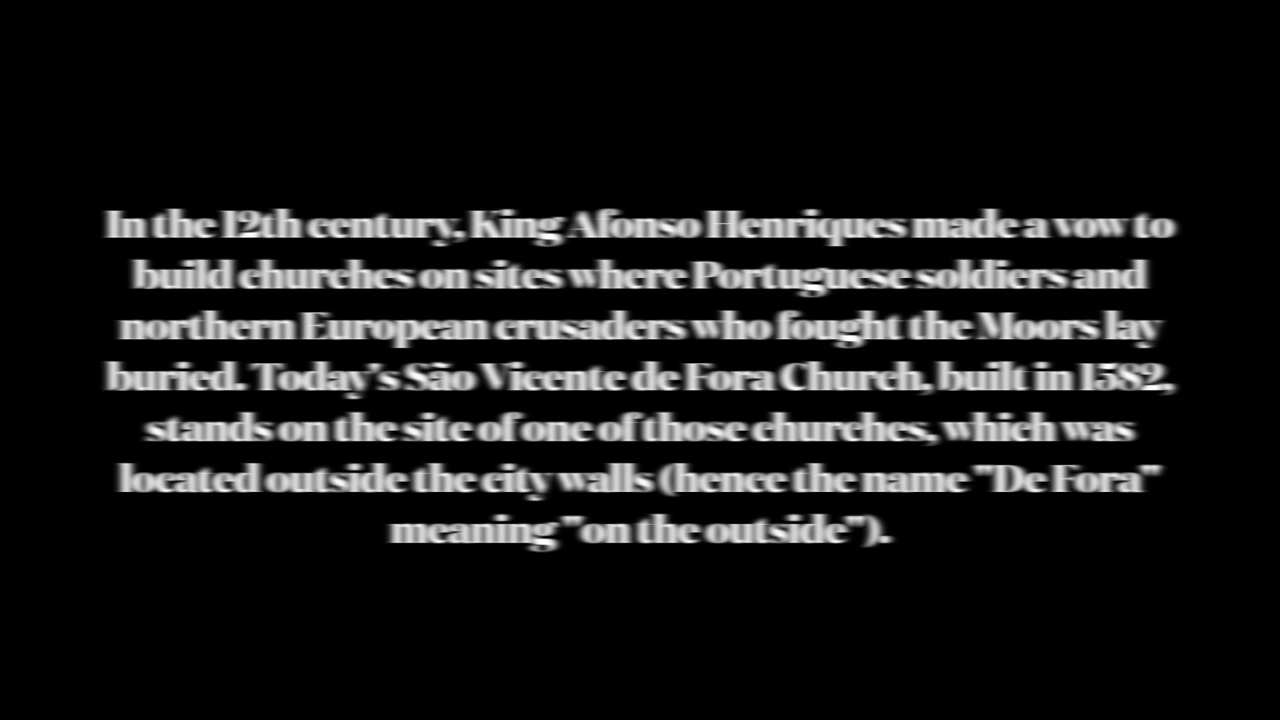 In the 12th century, King Afonso Henriques made a vow to
build churches on sites where Portuguese soldiers and
northern European crusaders who fought the Moors lay
buried. Today's São Vicente de Fora Church, built in 1582,
stands on the site of one of those churches, which was
located outside the city walls (hence the name "De Fora"
meaning "on the outside").